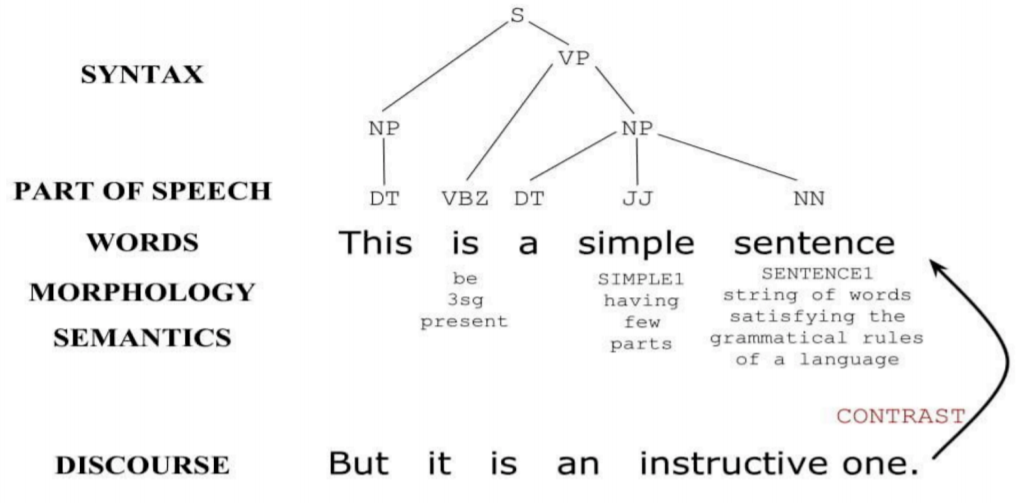 S
VP
SYNTAX
NP NP
PART OF SPEECH DT VBZ DT JJ NN
WORDS This is a simple sentence
MORPHOLOGY
SEMANTICS
be
3sg
present
SIMPLE1
having
few
parts
SENTENCE1
string of words
satisfying the
grammatical rules
of a language
CONTRAST
DISCOURSE But it is an instructive one.